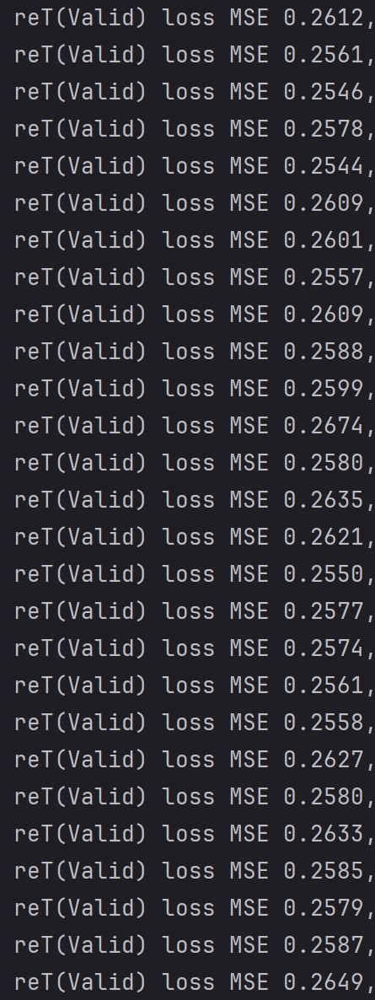 reT(Valid) loss MSE 0.2612,
reT(Valid) loss MSE 0.2561,
reT(Valid) loss MSE 0.2546,
reT(Valid) loss MSE 0.2578,
reT(Valid) loss MSE 0.2544,
reT(Valid) loss MSE 0.2609,
reT(Valid) loss MSE 0.2601,
reT(Valid) loss MSE 0.2557,
reT(Valid) loss MSE 0.2609,
reT(Valid) loss MSE 0.2588,
reT(Valid) loss MSE 0.2599,
reT(Valid) loss MSE 0.2674,
reT(Valid) loss MSE 0.2580,
reT(Valid) loss MSE 0.2635,
reT(Valid) loss MSE 0.2621,
reT(Valid) loss MSE 0.2550,
reT(Valid) loss MSE 0.2577,
reT(Valid) loss MSE 0.2574,
reT(Valid) loss MSE 0.2561,
reT(Valid) loss MSE 0.2558,
reT(Valid) loss MSE 0.2627,
reT(Valid) loss MSE 0.2580,
reT(Valid) loss MSE 0.2633,
reT(Valid) loss MSE 0.2585,
reT(Valid) loss MSE 0.2579,
reT(Valid) loss MSE 0.2587,
reT(Valid) loss MSE 0.2649,